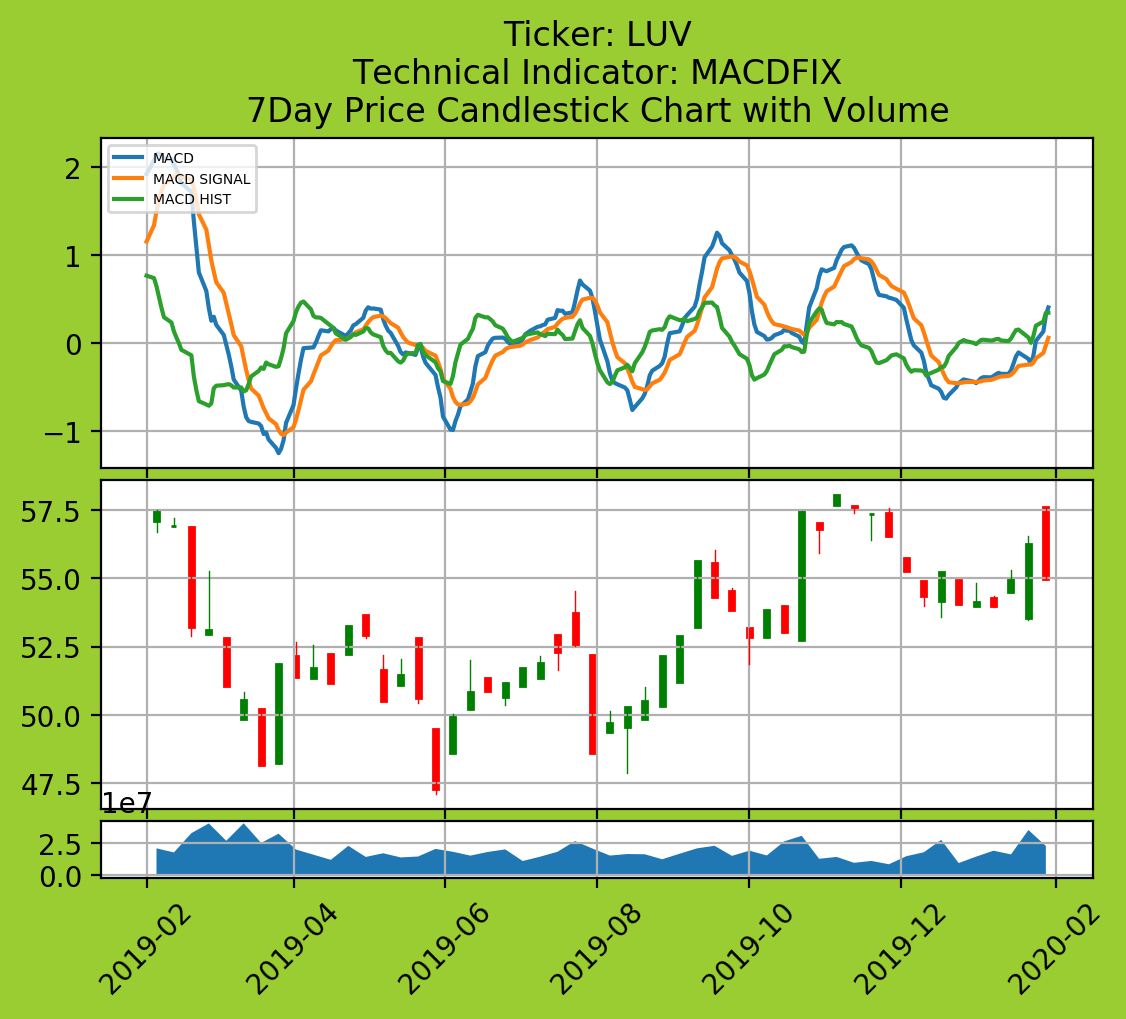 Ticker: LUV
Technical Indicator: MACDFIX
7Day Price Candlestick Chart with Volume
MACD
MACD SIGNAL
MACD HIST
2
1
0
−1
57.5
55.0
52.5
50.0
47.5
1e7
2.5
0.0
2019-02
2019-04
2019-06
2019-08
2019-10
2019-12
2020-02